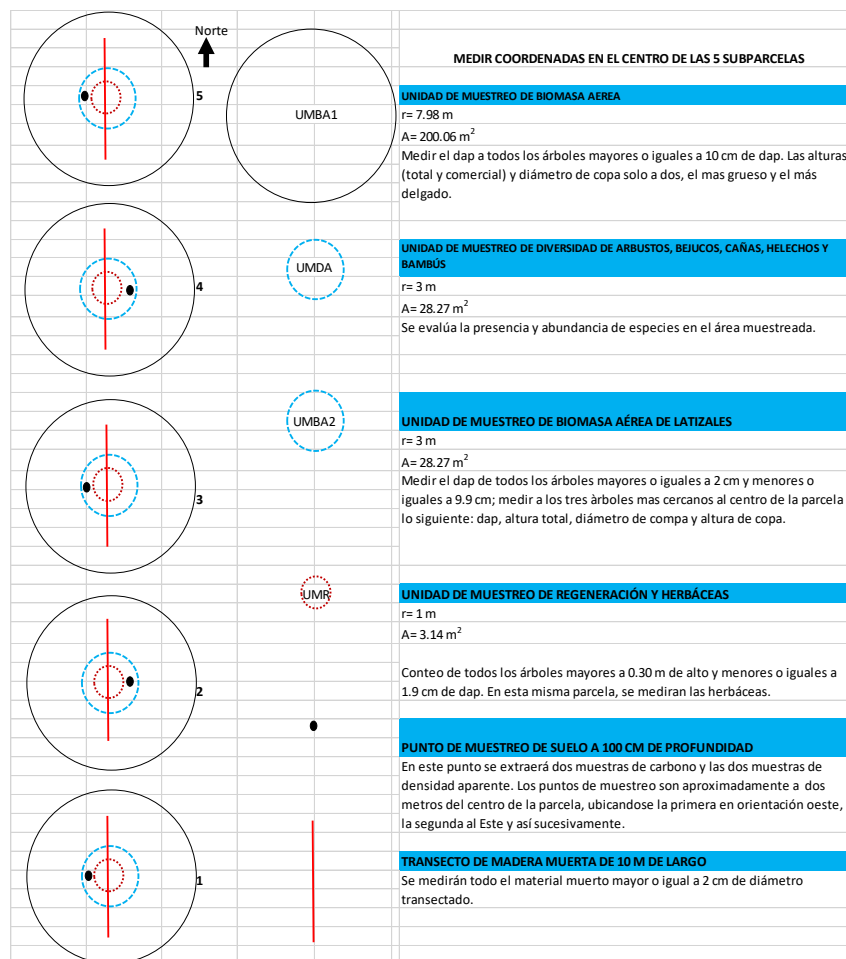 Norte
5
4
3
2
1
UMBA1
UMDA
UMBA2
UMR
MEDIR COORDENADAS EN EL CENTRO DE LAS 5 SUBPARCELAS
UNIDAD DE MUESTREO DE BIOMASA AEREA
r= 7.98 m
A= 200.06 m²
Medir el dap a todos los árboles mayores o iguales a 10 cm de dap. Las alturas
(total y comercial) y diámetro de copa solo a dos, el mas grueso y el más
delgado.
UNIDAD DE MUESTREO DE DIVERSIDAD DE ARBUSTOS, BEJUCOS, CAÑAS, HELECHOS Y
BAMBÚS
r= 3 m
A= 28.27 m²
Se evalúa la presencia y abundancia de especies en el área muestreada.
UNIDAD DE MUESTREO DE BIOMASA AÉREA DE LATIZALES
r= 3 m
A= 28.27 m²
Medir el dap de todos los árboles mayores o iguales a 2 cm y menores o
iguales a 9.9 cm; medir a los tres àrboles mas cercanos al centro de la parcela
lo siguiente: dap, altura total, diámetro de compa y altura de copa.
UNIDAD DE MUESTREO DE REGENERACIÓN Y HERBÁCEAS
r= 1 m
A= 3.14 m²
Conteo de todos los árboles mayores a 0.30 m de alto y menores o iguales a
1.9 cm de dap. En esta misma parcela, se mediran las herbáceas.
PUNTO DE MUESTREO DE SUELO A 100 CM DE PROFUNDIDAD
En este punto se extraerá dos muestras de carbono y las dos muestras de
densidad aparente. Los puntos de muestreo son aproximadamente a dos
metros del centro de la parcela, ubicandose la primera en orientación oeste,
la segunda al Este y así sucesivamente.
TRANSECTO DE MADERA MUERTA DE 10 M DE LARGO
Se medirán todo el material muerto mayor o igual a 2 cm de diámetro
transectado.